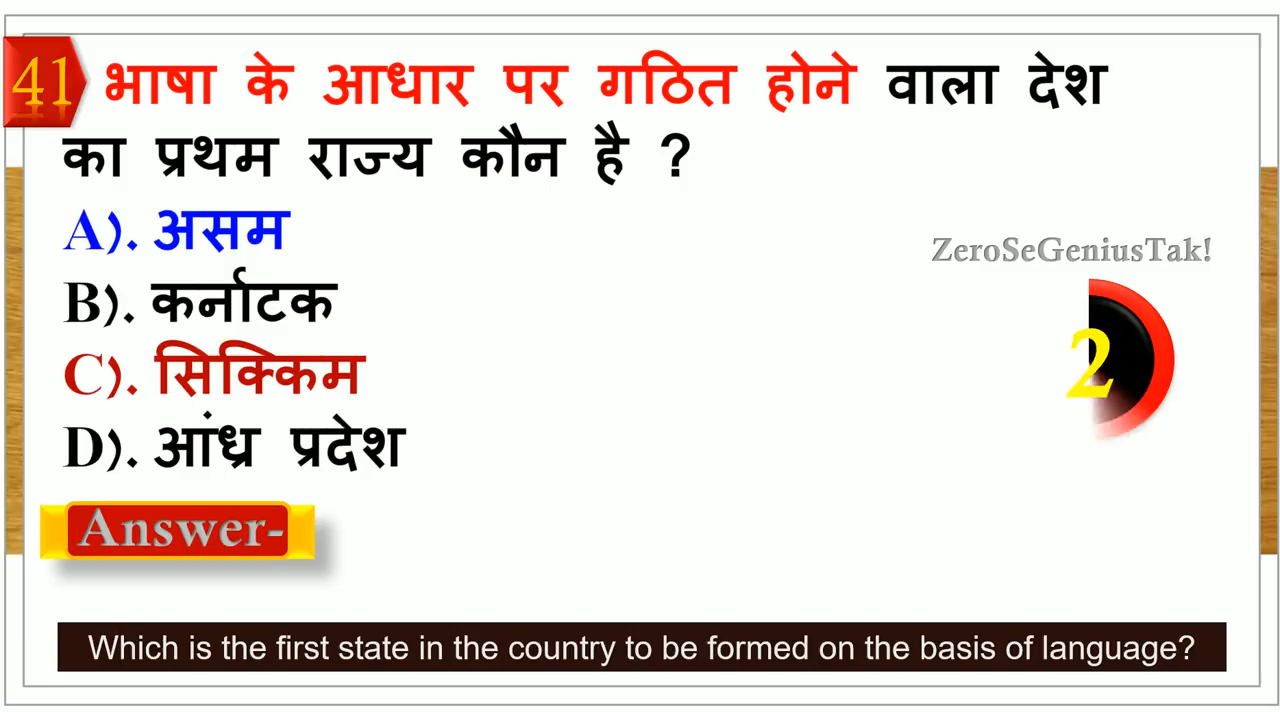 41 भाषा के आधार पर गठित होने वाला देश
का प्रथम राज्य कौन है ?
A). असम
ZeroSeGeniusTak!
B). कर्नाटक
2
C). सिक्किम
D). आंध्र प्रदेश
Answer-
Which is the first state in the country to be formed on the basis of language?